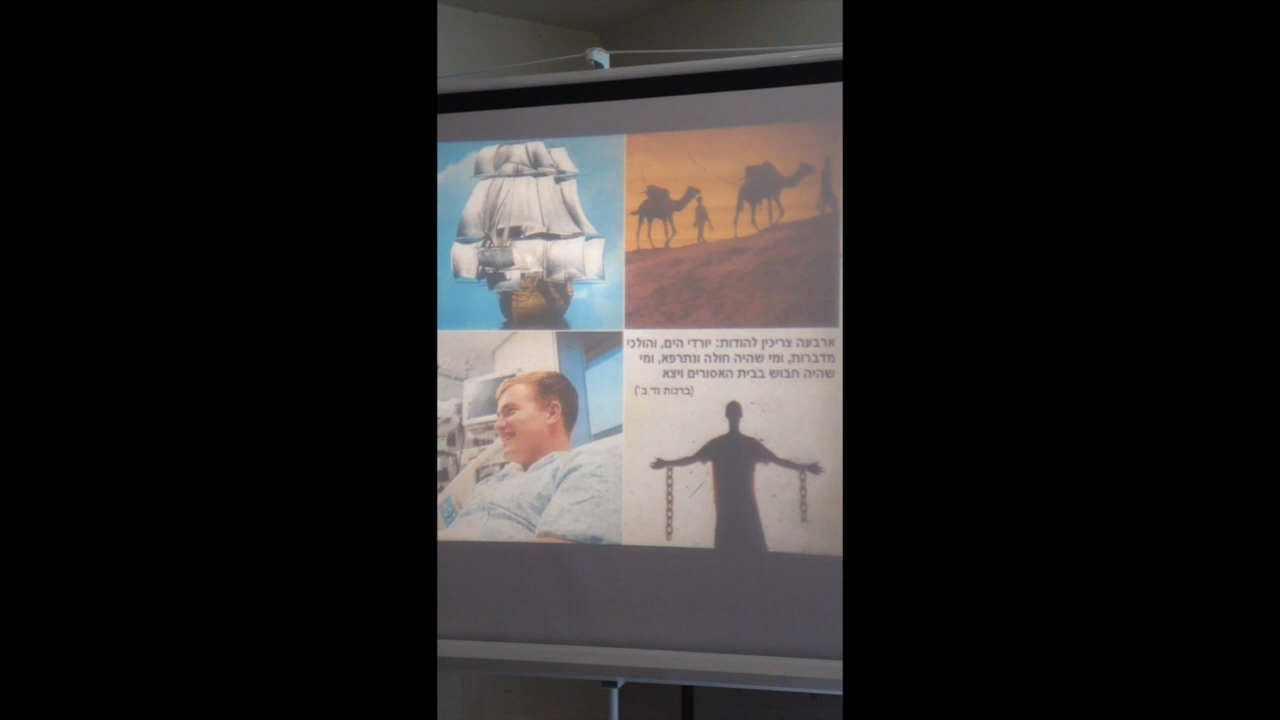 ארבעה צריכין להודות: יורדי הים, והולכי
מדברות, ומי שהיה חולה ונתרפא, ומי
שהיה חבוש בבית האסורים ויצא
(ברכות נד ב')